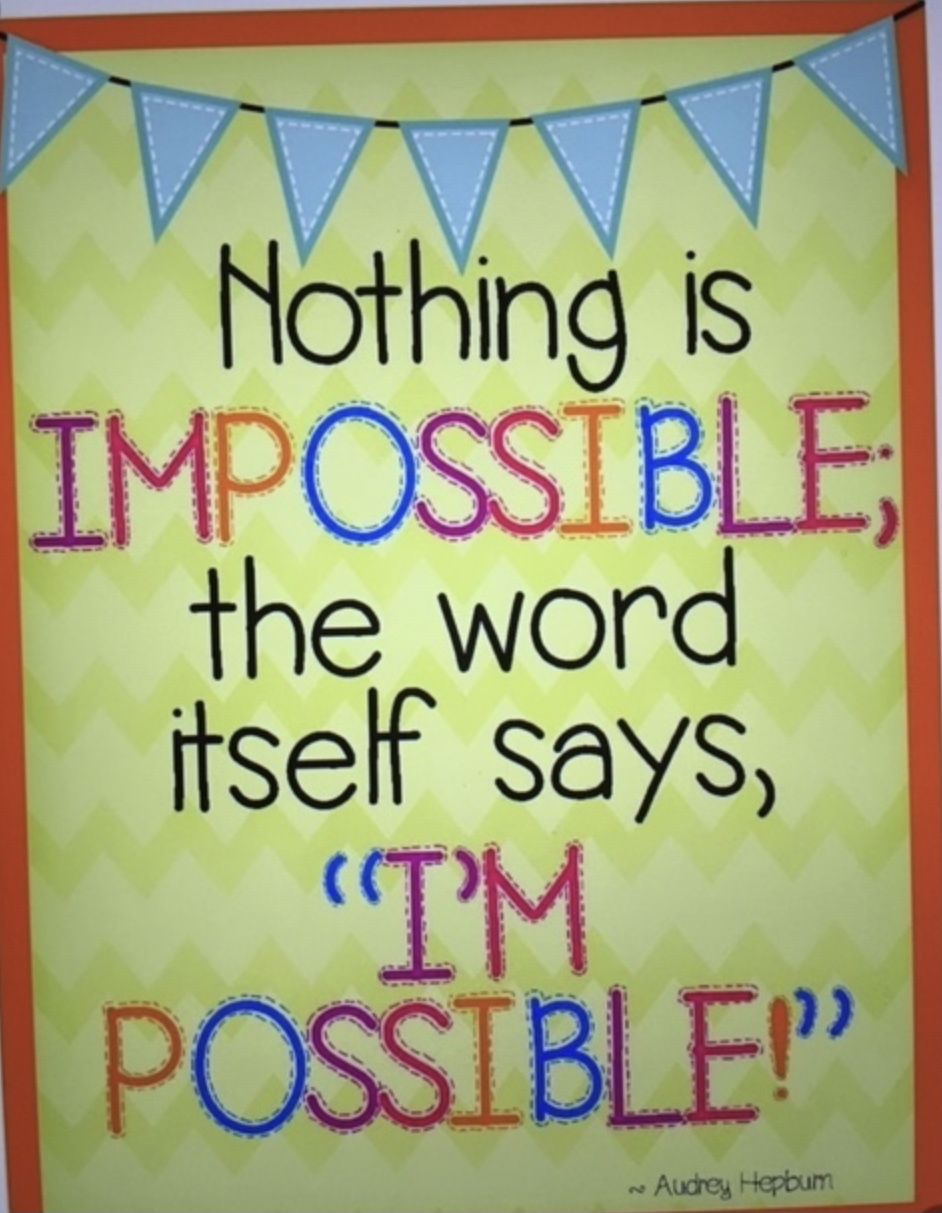 Nothing is
IMPOSSIBLE;
the word
itself says,
“I’M
POSSIBLE!”
~ Audrey Hepburn